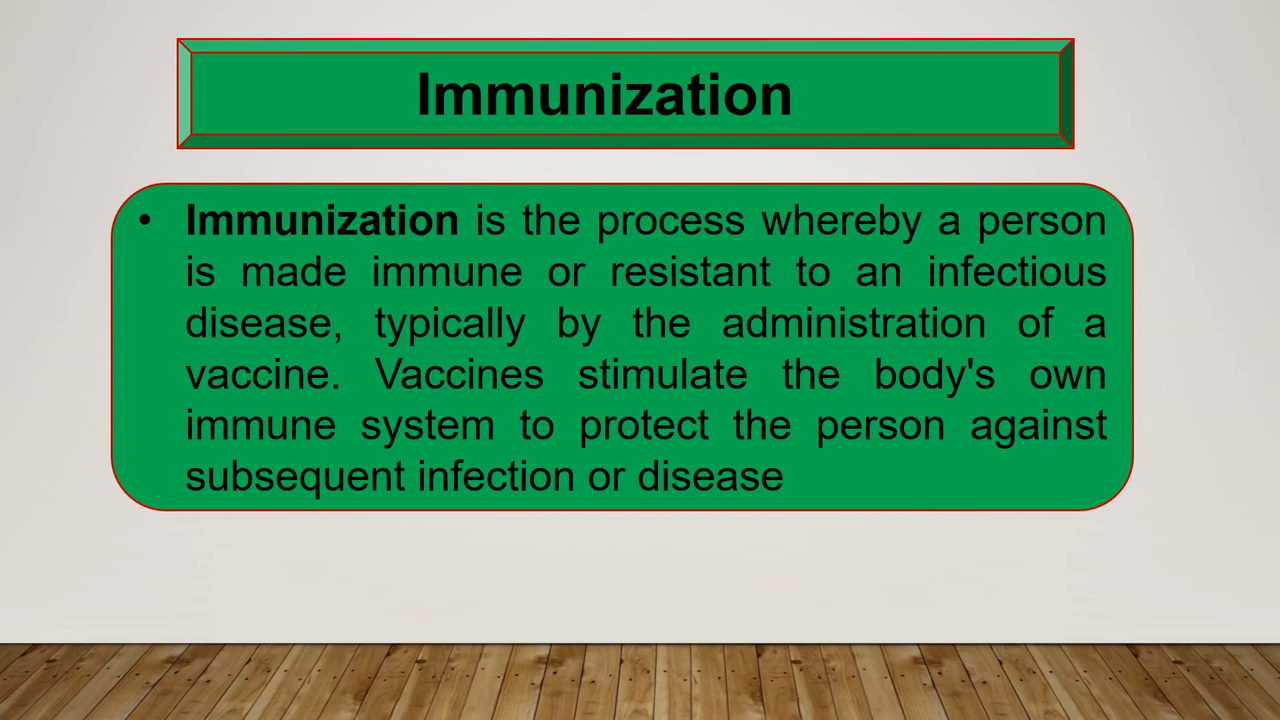 Immunization
• Immunization is the process whereby a person
is made immune or resistant to an infectious
disease, typically by the administration of a
vaccine. Vaccines stimulate the body's own
immune system to protect the person against
subsequent infection or disease